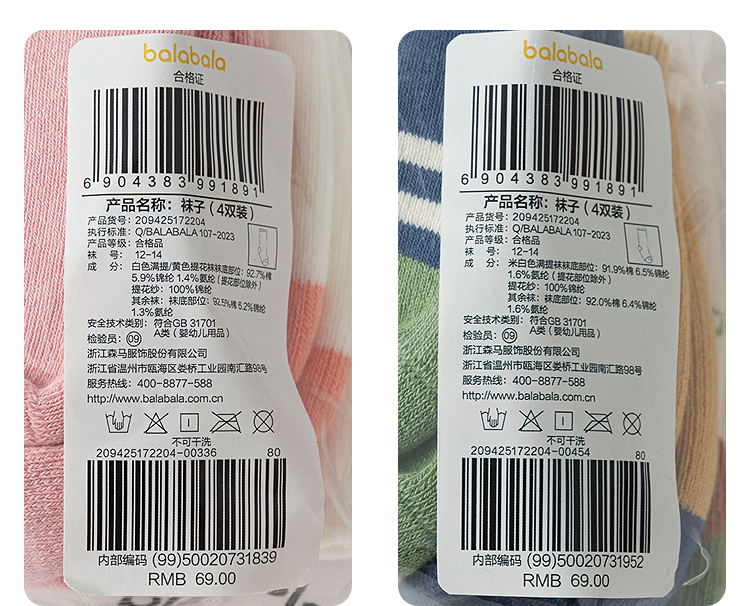 balabala
合格证
6 904383 991891
产品名称：袜子（4双装）
产品货号：209425172204
执行标准：Q/BALABALA 107-2023
产品等级：合格品
袜 号：12-14
成 分：白色满提/黄色提花袜袜底部位：92.7%棉
5.9%锦纶 1.4%氨纶（提花部位除外）
提花纱：100%锦纶
其余袜：袜底部位：92.5%棉 6.2%锦纶
1.3%氨纶
安全技术类别：符合GB 31701
A类（婴幼儿用品）
检验员：09
浙江森马服饰股份有限公司
浙江省温州市瓯海区娄桥工业园南汇路98号
服务热线：400-8877-588
http://www.balabala.com.cn
不可干洗
209425172204-00336 80
内部编码 (99)50020731839
RMB 69.00
balabala
合格证
6 904383 991891
产品名称：袜子（4双装）
产品货号：209425172204
执行标准：Q/BALABALA 107-2023
产品等级：合格品
袜 号：12-14
成 分：米白色满提袜袜底部位：91.9%棉 6.5%锦纶
1.6%氨纶（提花部位除外）
提花纱：100%锦纶
其余袜：袜底部位：92.0%棉 6.4%锦纶
1.6%氨纶
安全技术类别：符合GB 31701
A类（婴幼儿用品）
检验员：09
浙江森马服饰股份有限公司
浙江省温州市瓯海区娄桥工业园南汇路98号
服务热线：400-8877-588
http://www.balabala.com.cn
不可干洗
209425172204-00454 80
内部编码 (99)50020731952
RMB 69.00